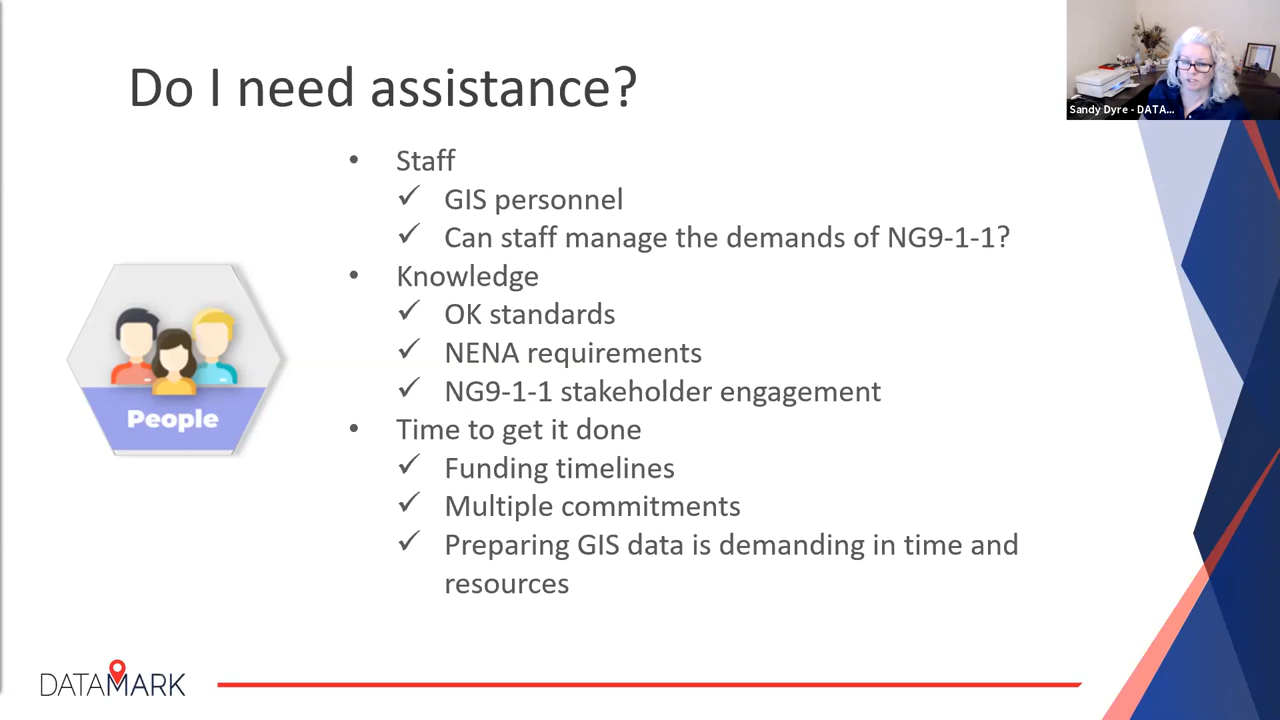 Do I need assistance?
Sandy Dyre - DATA...
• Staff
✓ GIS personnel
✓ Can staff manage the demands of NG9-1-1?
• Knowledge
✓ OK standards
✓ NENA requirements
✓ NG9-1-1 stakeholder engagement
• Time to get it done
✓ Funding timelines
✓ Multiple commitments
✓ Preparing GIS data is demanding in time and
resources
People
DATAMARK